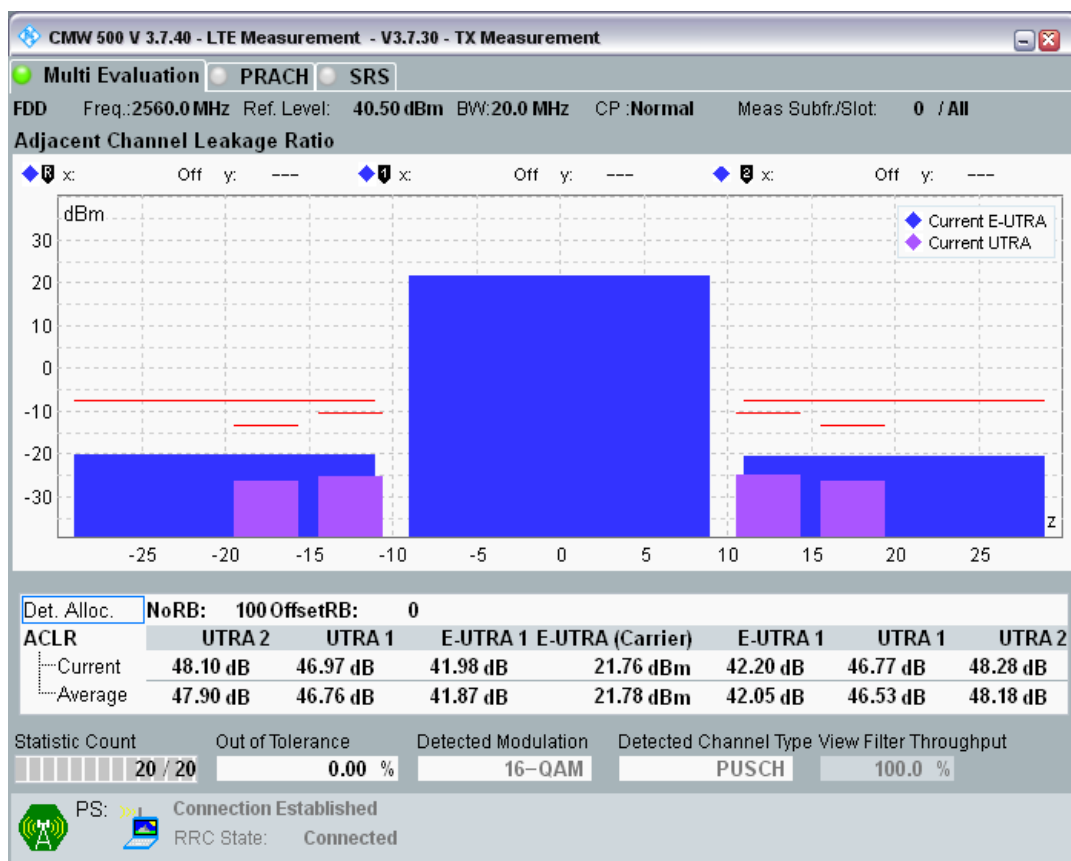 CMW 500 V 3.7.40 - LTE Measurement - V3.7.30 - TX Measurement
Multi Evaluation PRACH SRS
FDD Freq.:2560.0 MHz Ref. Level: 40.50 dBm BW:20.0 MHz CP :Normal Meas Subfr./Slot: 0 / All
Adjacent Channel Leakage Ratio
R x: Off y: --- 1 x: Off y: --- 2 x: Off y: ---
dBm
Current E-UTRA
Current UTRA
30
20
10
0
-10
-20
-30
z
-25 -20 -15 -10 -5 0 5 10 15 20 25
Det. Alloc. NoRB: 100 OffsetRB: 0
ACLR UTRA 2 UTRA 1 E-UTRA 1 E-UTRA (Carrier) E-UTRA 1 UTRA 1 UTRA 2
Current 48.10 dB 46.97 dB 41.98 dB 21.76 dBm 42.20 dB 46.77 dB 48.28 dB
Average 47.90 dB 46.76 dB 41.87 dB 21.78 dBm 42.05 dB 46.53 dB 48.18 dB
Statistic Count Out of Tolerance Detected Modulation Detected Channel Type View Filter Throughput
20 / 20 0.00 % 16-QAM PUSCH 100.0 %
PS: Connection Established
RRC State: Connected